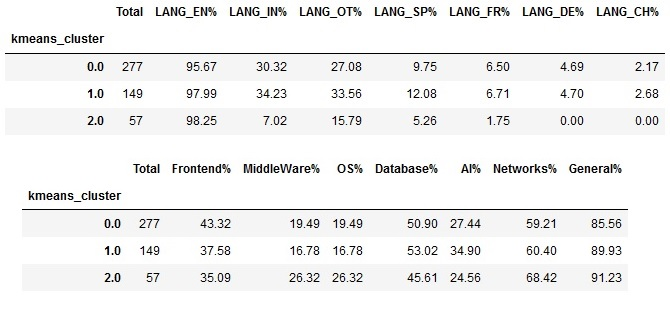 Total LANG_EN% LANG_IN% LANG_OT% LANG_SP% LANG_FR% LANG_DE% LANG_CH%
kmeans_cluster
0.0 277 95.67 30.32 27.08 9.75 6.50 4.69 2.17
1.0 149 97.99 34.23 33.56 12.08 6.71 4.70 2.68
2.0 57 98.25 7.02 15.79 5.26 1.75 0.00 0.00
Total Frontend% MiddleWare% OS% Database% AI% Networks% General%
kmeans_cluster
0.0 277 43.32 19.49 19.49 50.90 27.44 59.21 85.56
1.0 149 37.58 16.78 16.78 53.02 34.90 60.40 89.93
2.0 57 35.09 26.32 26.32 45.61 24.56 68.42 91.23